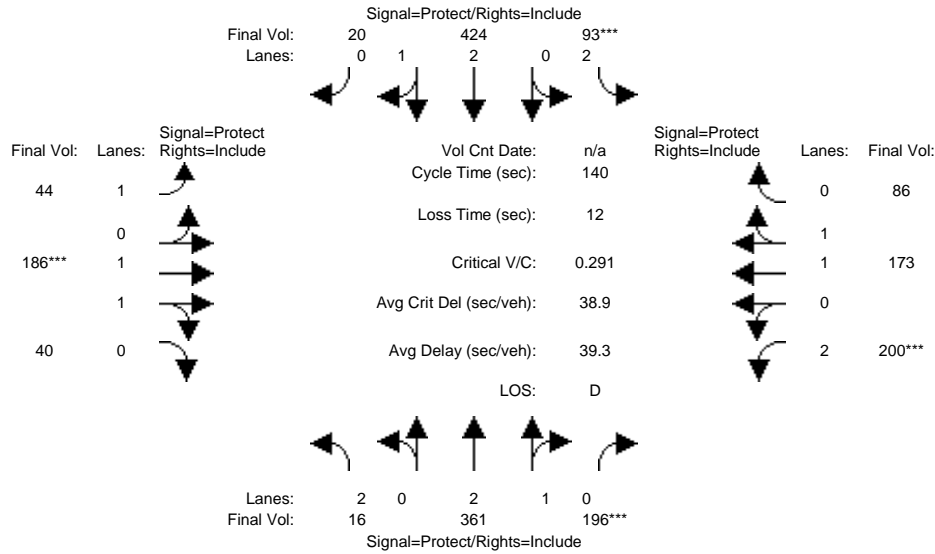 Signal=Protect/Rights=Include
Final Vol: 20 424 93***
Lanes: 0 1 2 0 2
Signal=Protect
Final Vol: Lanes: Rights=Include
Vol Cnt Date: n/a
Signal=Protect
Rights=Include Lanes: Final Vol:
Cycle Time (sec): 140
44 1
0 86
Loss Time (sec): 12
0
1
186*** 1
Critical V/C: 0.291
1 173
1
Avg Crit Del (sec/veh): 38.9
0
40 0
Avg Delay (sec/veh): 39.3
2 200***
LOS: D
Lanes: 2 0 2 1 0
Final Vol: 16 361 196***
Signal=Protect/Rights=Include